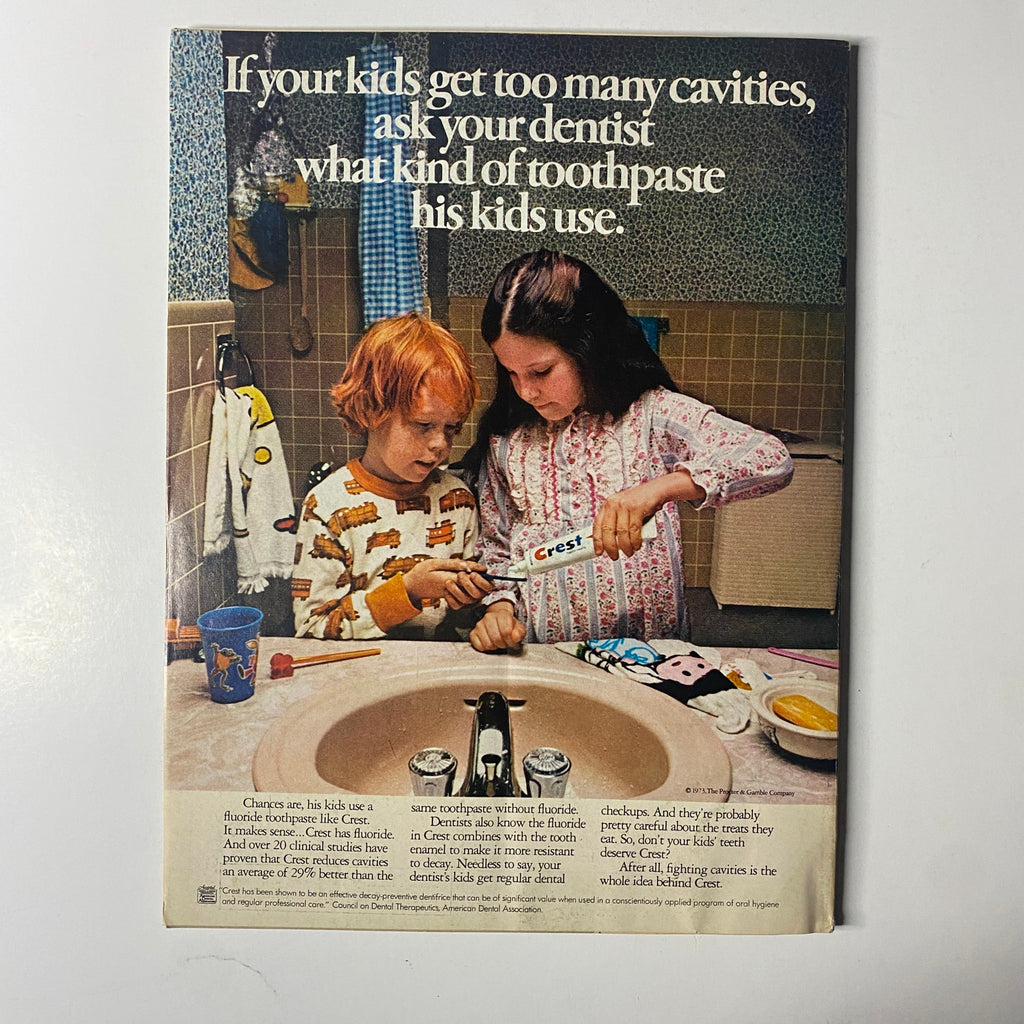 If your kids get too many cavities,
ask your dentist
what kind of toothpaste
his kids use.
Crest
© 1973, The Procter & Gamble Company
Chances are, his kids use a
fluoride toothpaste like Crest.
It makes sense...Crest has fluoride.
And over 20 clinical studies have
proven that Crest reduces cavities
an average of 29% better than the
same toothpaste without fluoride.
Dentists also know the fluoride
in Crest combines with the tooth
enamel to make it more resistant
to decay. Needless to say, your
dentist's kids get regular dental
checkups. And they're probably
pretty careful about the treats they
eat. So, don't your kids' teeth
deserve Crest?
After all, fighting cavities is the
whole idea behind Crest.
"Crest has been shown to be an effective decay-preventive dentifrice that can be of significant value when used in a conscientiously applied program of oral hygiene
and regular professional care." Council on Dental Therapeutics, American Dental Association.